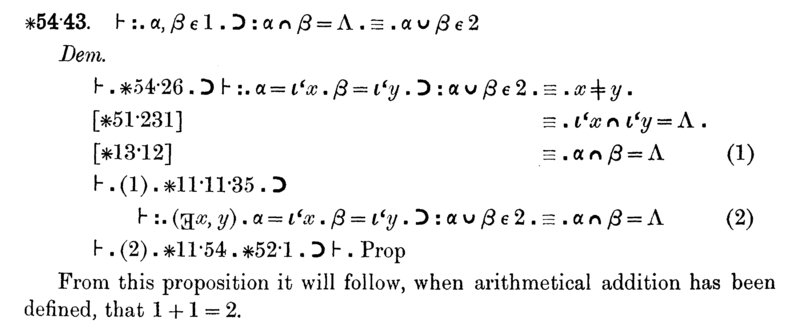 ∗54·43. ⊢ :. α, β ϵ 1 . ⊃ : α ∩ β = Λ . ≡ . α ∪ β ϵ 2
Dem.
⊢ . ∗54·26 . ⊃ ⊢ :. α = ι‘x . β = ι‘y . ⊃ : α ∪ β ϵ 2 . ≡ . x ≠ y .
[∗51·231] ≡ . ι‘x ∩ ι‘y = Λ .
[∗13·12] ≡ . α ∩ β = Λ (1)
⊢ . (1) . ∗11·11·35 . ⊃
⊢ :. (∃x, y) . α = ι‘x . β = ι‘y . ⊃ : α ∪ β ϵ 2 . ≡ . α ∩ β = Λ (2)
⊢ . (2) . ∗11·54 . ∗52·1 . ⊃ ⊢ . Prop
From this proposition it will follow, when arithmetical addition has been
defined, that 1 + 1 = 2.